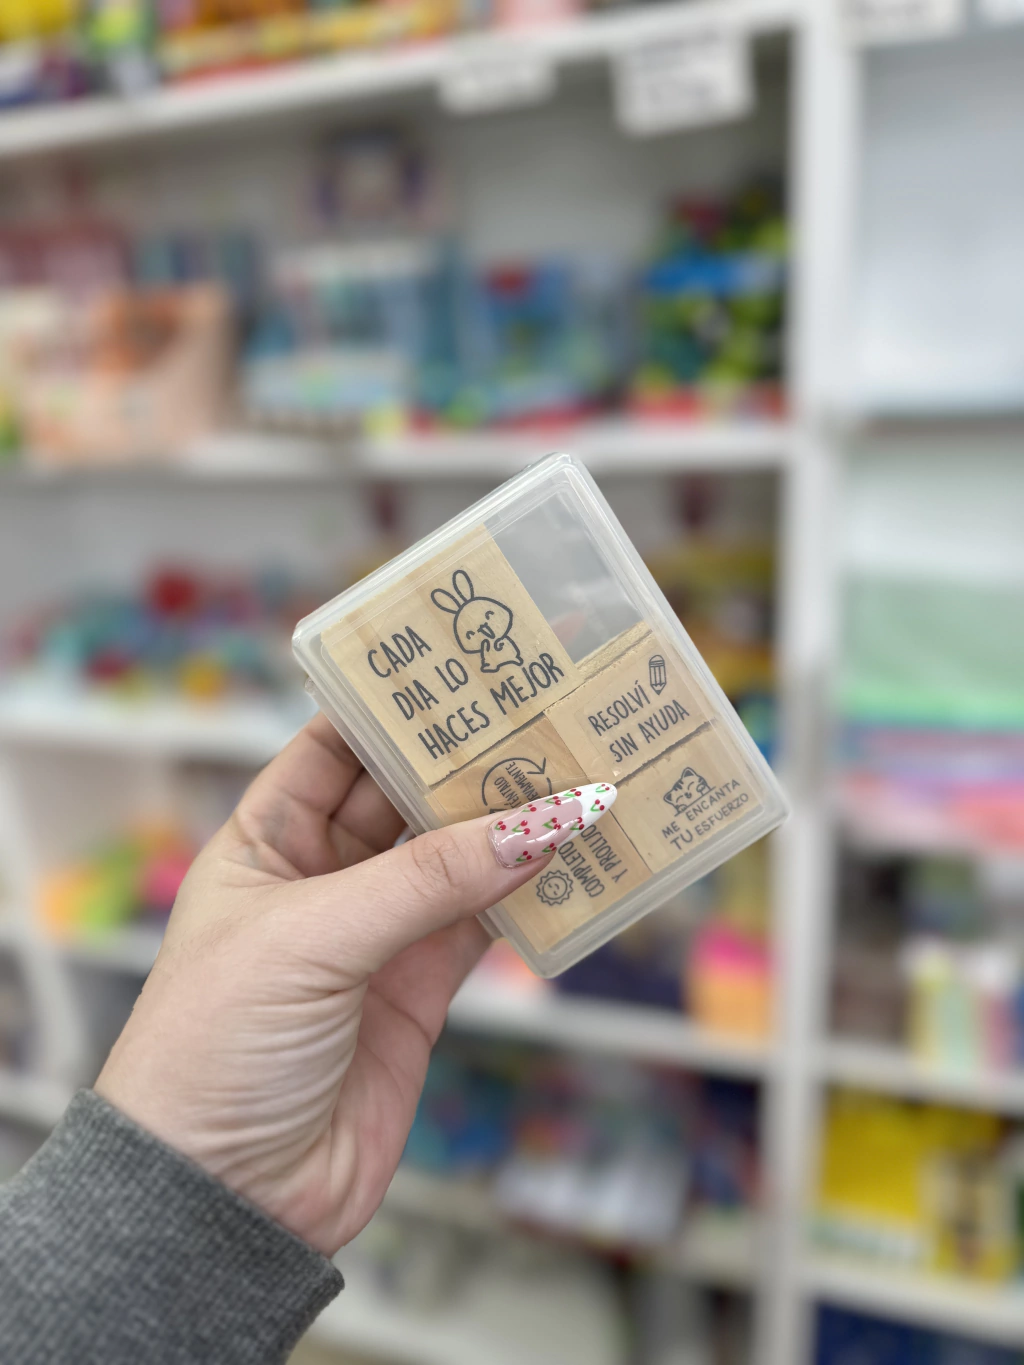 CADA
DIA LO
HACES MEJOR
RESOLVÍ
SIN AYUDA
ME ENCANTA
TU ESFUERZO
COMPLETO
Y PROLIJO